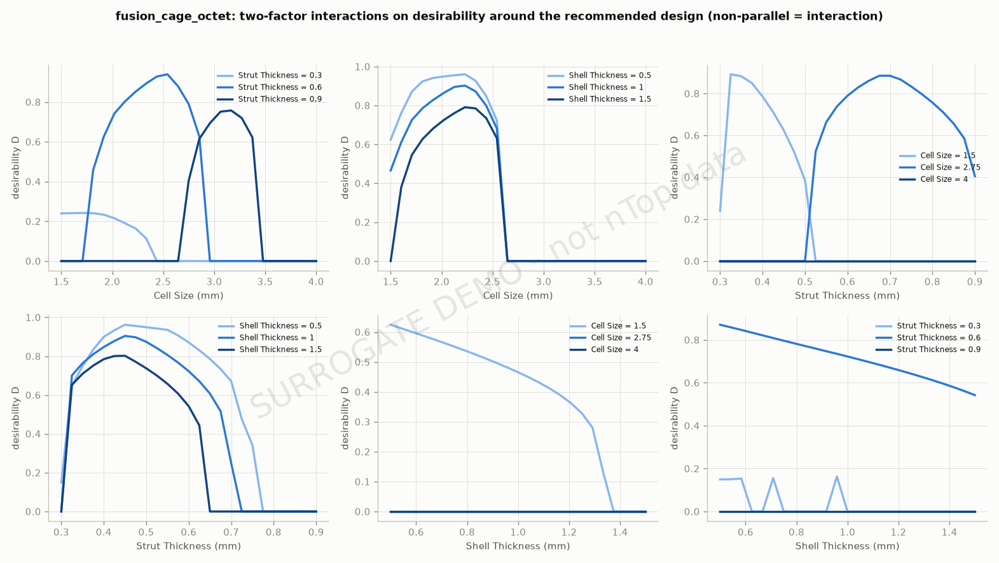 fusion_cage_octet: two-factor interactions on desirability around the recommended design (non-parallel = interaction)
desirability D
0.0
0.2
0.4
0.6
0.8
Strut Thickness = 0.3
Strut Thickness = 0.6
Strut Thickness = 0.9
1.5 2.0 2.5 3.0 3.5 4.0
Cell Size (mm)
desirability D
0.0
0.2
0.4
0.6
0.8
1.0
Shell Thickness = 0.5
Shell Thickness = 1
Shell Thickness = 1.5
1.5 2.0 2.5 3.0 3.5 4.0
Cell Size (mm)
desirability D
0.0
0.2
0.4
0.6
0.8
Cell Size = 1.5
Cell Size = 2.75
Cell Size = 4
0.3 0.4 0.5 0.6 0.7 0.8 0.9
Strut Thickness (mm)
SURROGATE DEMO - not nTop data
desirability D
0.0
0.2
0.4
0.6
0.8
1.0
Shell Thickness = 0.5
Shell Thickness = 1
Shell Thickness = 1.5
0.3 0.4 0.5 0.6 0.7 0.8 0.9
Strut Thickness (mm)
desirability D
0.0
0.1
0.2
0.3
0.4
0.5
0.6
Cell Size = 1.5
Cell Size = 2.75
Cell Size = 4
0.6 0.8 1.0 1.2 1.4
Shell Thickness (mm)
desirability D
0.0
0.2
0.4
0.6
0.8
Strut Thickness = 0.3
Strut Thickness = 0.6
Strut Thickness = 0.9
0.6 0.8 1.0 1.2 1.4
Shell Thickness (mm)